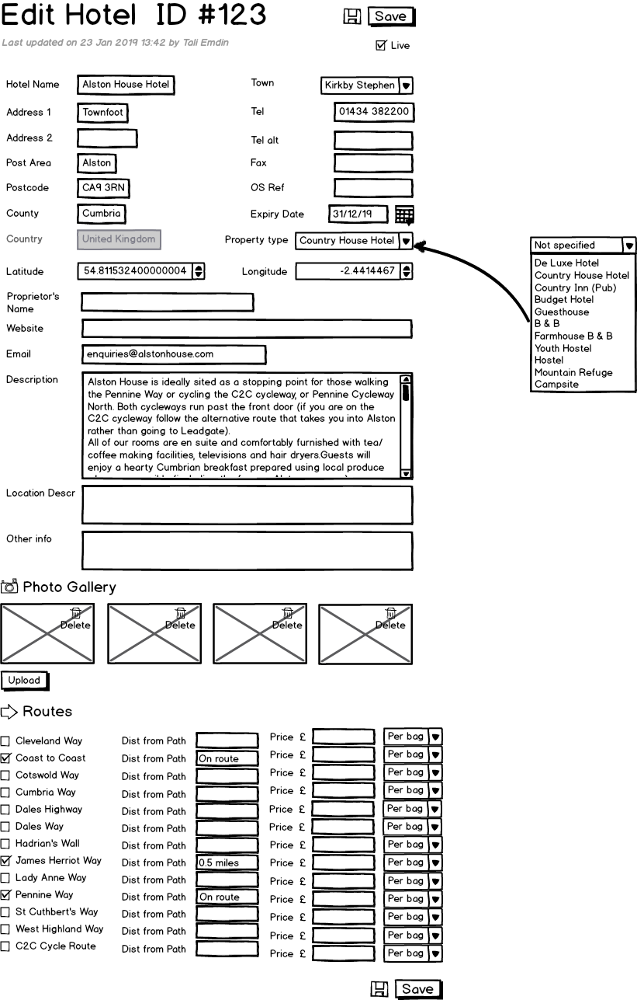 Edit Hotel ID #123
Save
Last updated on 23 Jan 2019 13:42 by Tali Emdin
Live
Hotel Name Alston House Hotel Town Kirkby Stephen
Address 1 Townfoot Tel 01434 382200
Address 2 Tel alt
Post Area Alston Fax
Postcode CA9 3RN OS Ref
County Cumbria Expiry Date 31/12/19
Country United Kingdom Property type Country House Hotel
Latitude 54.811532400000004 Longitude -2.4414467
Proprietor's
Name
Website
Email enquiries@alstonhouse.com
Description
Alston House is ideally sited as a stopping point for those walking
the Pennine Way or cycling the C2C cycleway, or Pennine Cycleway
North. Both cycleways run past the front door (if you are on the
C2C cycleway follow the alternative route that takes you into Alston
rather than going to Leadgate).
All of our rooms are en suite and comfortably furnished with tea/
coffee making facilities, televisions and hair dryers.Guests will
enjoy a hearty Cumbrian breakfast prepared using local produce
Location Descr
Other info
Not specified
De Luxe Hotel
Country House Hotel
Country Inn (Pub)
Budget Hotel
Guesthouse
B & B
Farmhouse B & B
Youth Hostel
Hostel
Mountain Refuge
Campsite
Photo Gallery
Delete Delete Delete Delete
Upload
Routes
Cleveland Way Dist from Path Price £ Per bag
Coast to Coast Dist from Path On route Price £ Per bag
Cotswold Way Dist from Path Price £ Per bag
Cumbria Way Dist from Path Price £ Per bag
Dales Highway Dist from Path Price £ Per bag
Dales Way Dist from Path Price £ Per bag
Hadrian's Wall Dist from Path Price £ Per bag
James Herriot Way Dist from Path 0.5 miles Price £ Per bag
Lady Anne Way Dist from Path Price £ Per bag
Pennine Way Dist from Path On route Price £ Per bag
St Cuthbert's Way Dist from Path Price £ Per bag
West Highland Way Dist from Path Price £ Per bag
C2C Cycle Route Dist from Path Price £ Per bag
Save